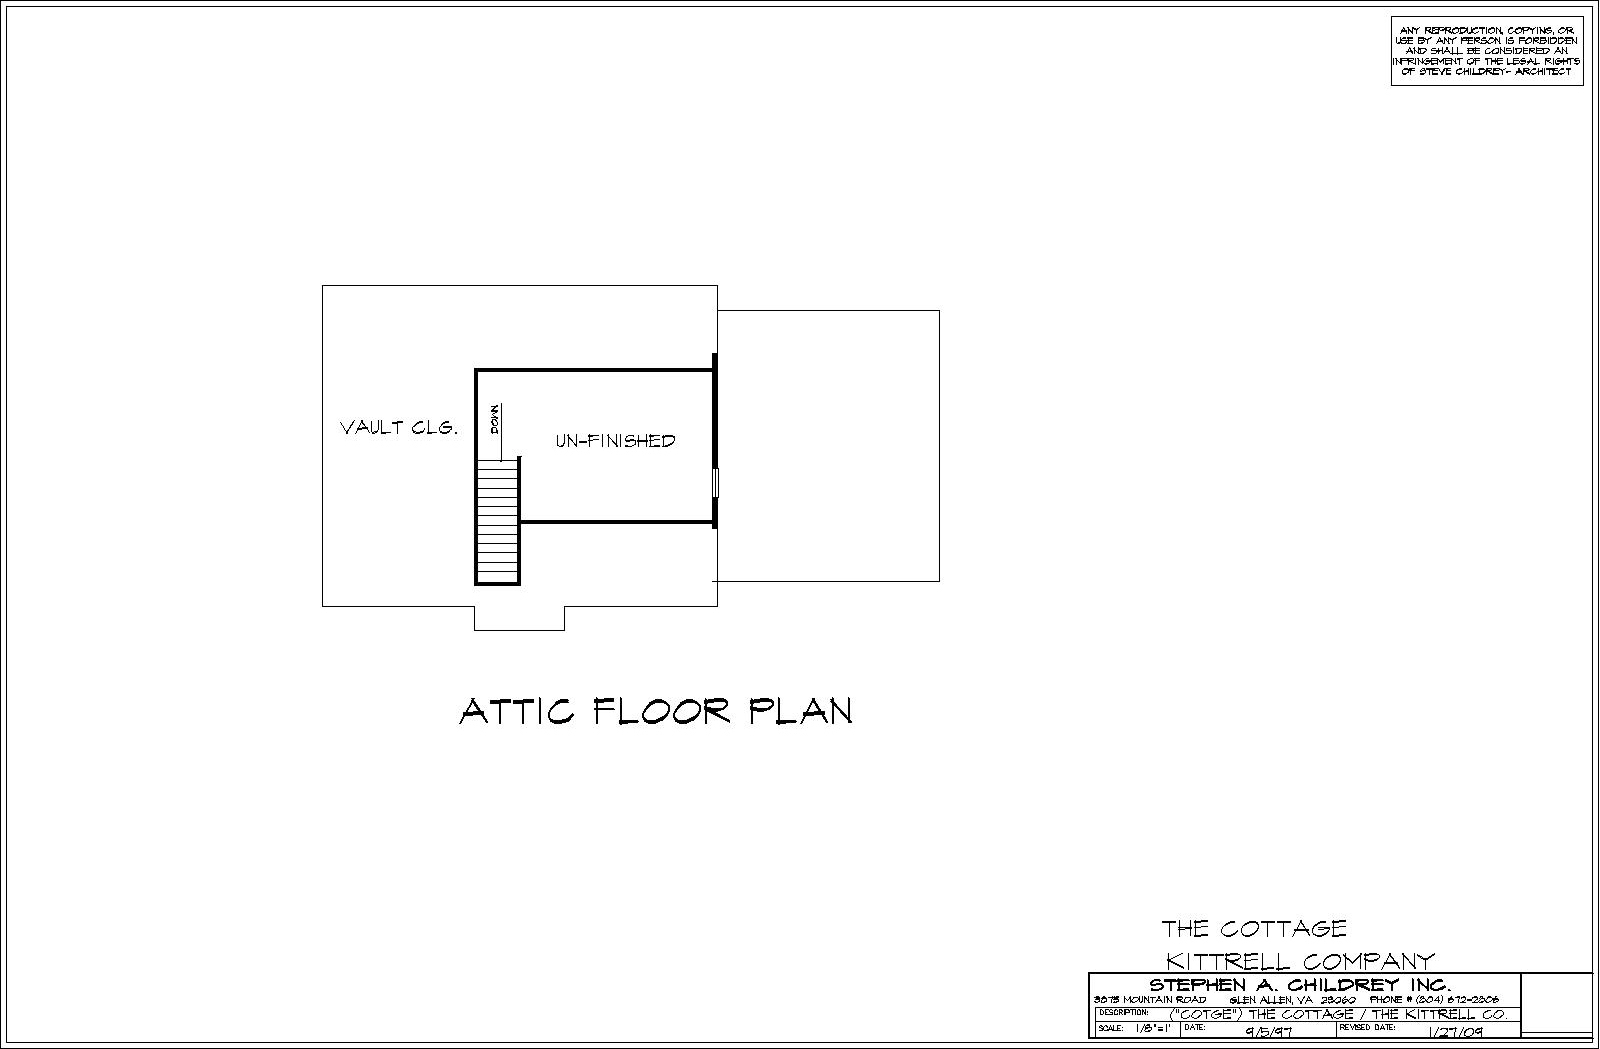 ANY REPRODUCTION, COPYING, OR
USE BY ANY PERSON IS FORBIDDEN
AND SHALL BE CONSIDERED AN
INFRINGEMENT OF THE LEGAL RIGHTS
OF STEVE CHILDREY- ARCHITECT
VAULT CLG.
DOWN
UN-FINISHED
ATTIC FLOOR PLAN
THE COTTAGE
KITTRELL COMPANY
STEPHEN A. CHILDREY INC.
MOUNTAIN ROAD GLEN ALLEN, VA 23060 PHONE # (804) 672-2806
DESCRIPTION: ("COTGE") THE COTTAGE / THE KITTRELL CO.
SCALE: 1/8"=1' DATE: 9/5/97 REVISED DATE: 1/27/09